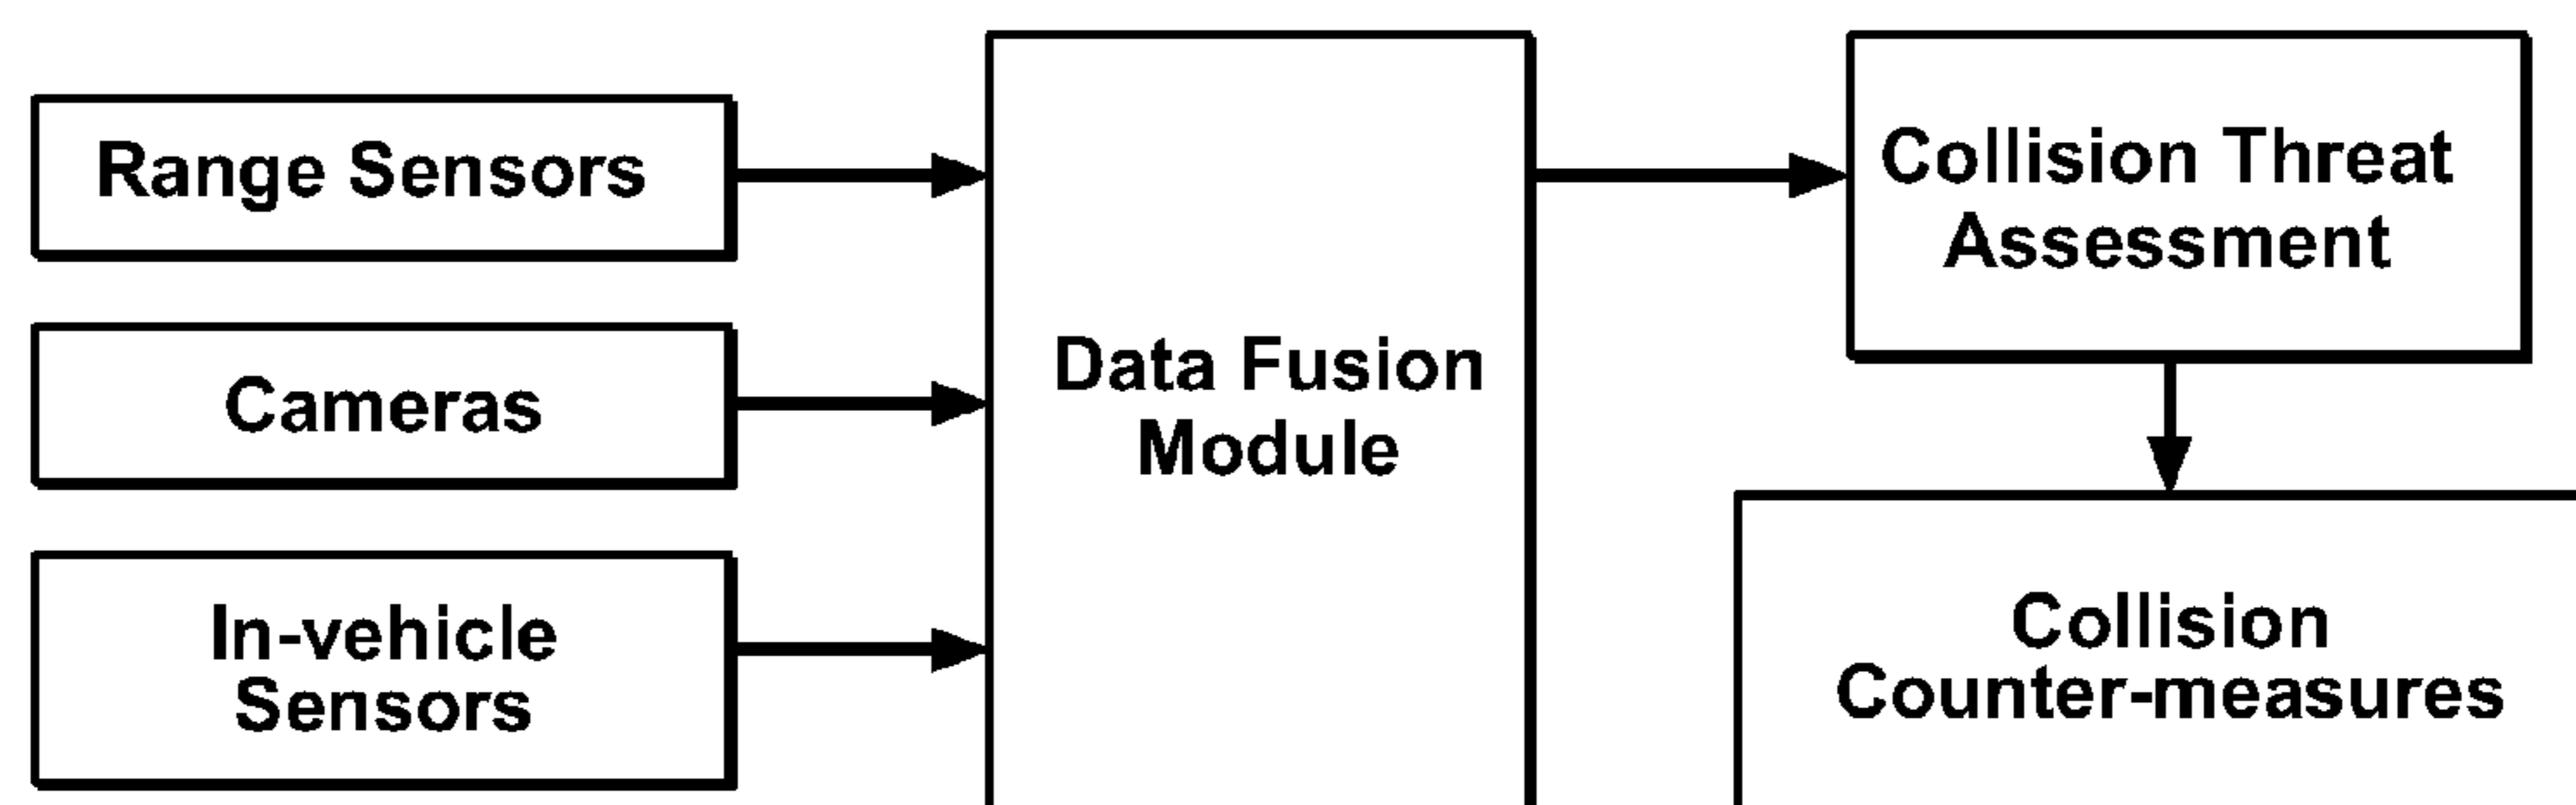 Range Sensors
Cameras
In-vehicle
Sensors
Data Fusion
Module
Collision Threat
Assessment
Collision
Counter-measures